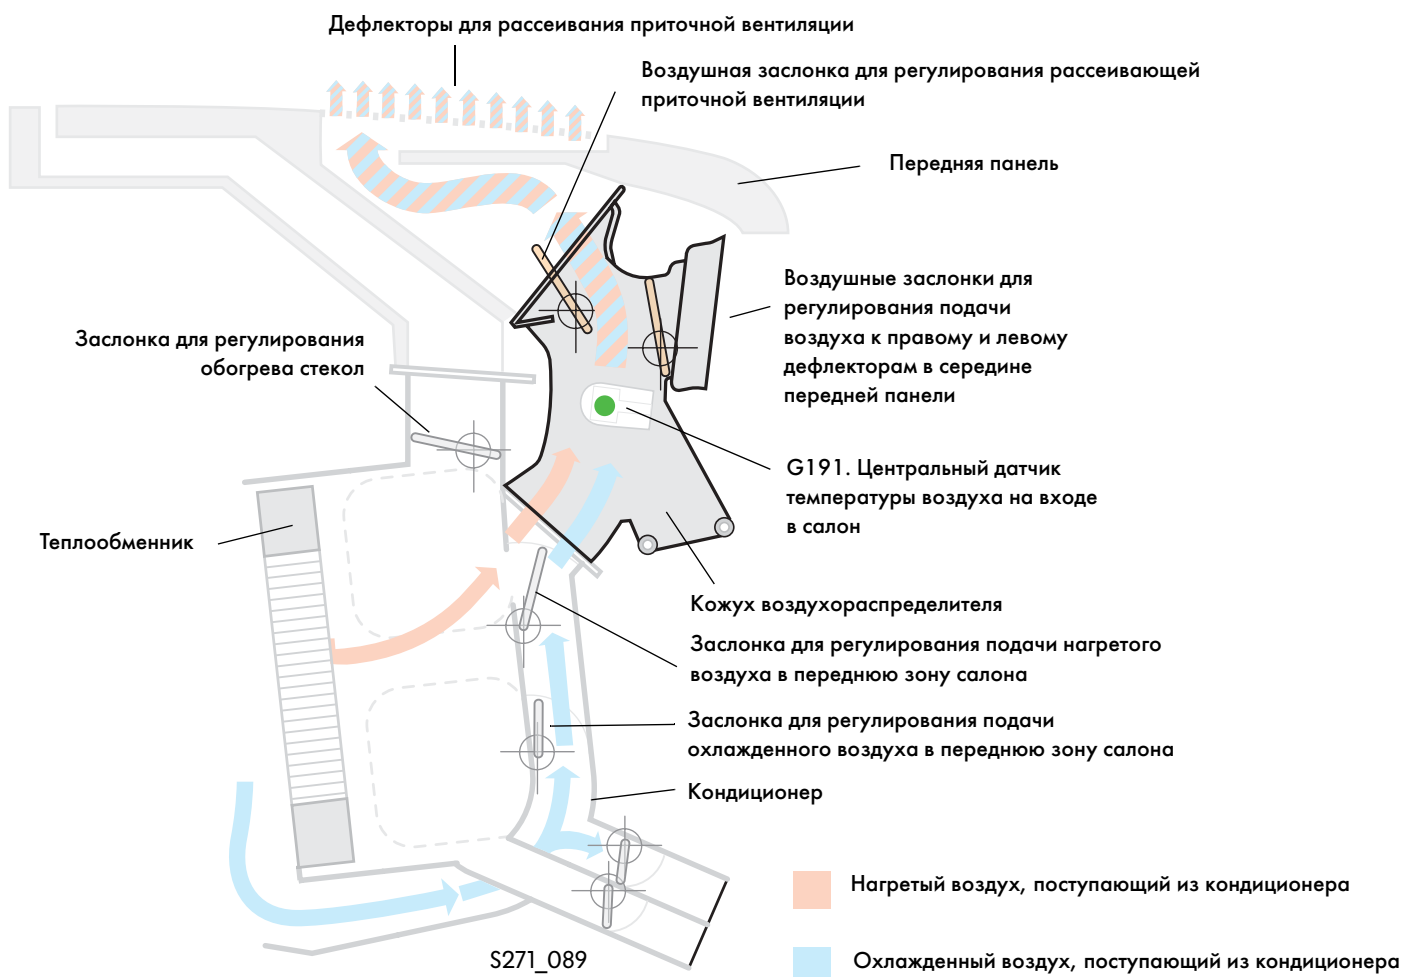 Дефлекторы для рассеивания приточной вентиляции
Воздушная заслонка для регулирования рассеивающей
приточной вентиляции
Передняя панель
Воздушные заслонки для
регулирования подачи
воздуха к правому и левому
дефлекторам в середине
передней панели
Заслонка для регулирования
обогрева стекол
G191. Центральный датчик
температуры воздуха на входе
в салон
Теплообменник
Кожух воздухораспределителя
Заслонка для регулирования подачи нагретого
воздуха в переднюю зону салона
Заслонка для регулирования подачи
охлажденного воздуха в переднюю зону салона
Кондиционер
Нагретый воздух, поступающий из кондиционера
S271_089
Охлажденный воздух, поступающий из кондиционера